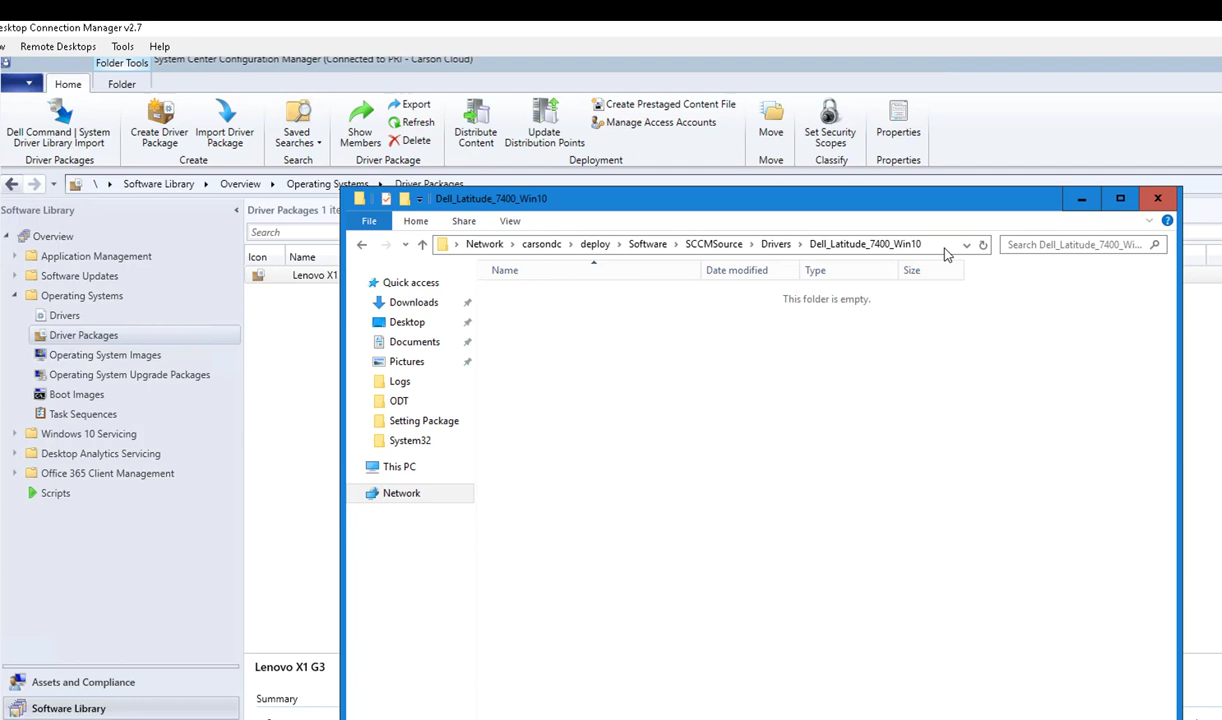 esktop Connection Manager v2.7
w Remote Desktops Tools Help
Folder Tools System Center Configuration Manager (Connected to PRI - Carson Cloud)
Home Folder
Dell Command | System Driver Library Import
Create Driver Package
Import Driver Package
Saved Searches
Show Members
Export
Refresh
Delete
Distribute Content
Update Distribution Points
Create Prestaged Content File
Manage Access Accounts
Move
Set Security Scopes
Properties
Driver Packages Create Search Driver Package Deployment Move Classify Properties
\ Software Library Overview Operating Systems Driver Packages
Software Library
Overview
Application Management
Software Updates
Operating Systems
Drivers
Driver Packages
Operating System Images
Operating System Upgrade Packages
Boot Images
Task Sequences
Windows 10 Servicing
Desktop Analytics Servicing
Office 365 Client Management
Scripts
Assets and Compliance
Software Library
Driver Packages 1 ite
Search
Icon Name
Lenovo X1
Lenovo X1 G3
Summary
Dell_Latitude_7400_Win10
File Home Share View
Network carsondc deploy Software SCCMSource Drivers Dell_Latitude_7400_Win10
Search Dell_Latitude_7400_Wi...
Name Date modified Type Size
This folder is empty.
Quick access
Downloads
Desktop
Documents
Pictures
Logs
ODT
Setting Package
System32
This PC
Network